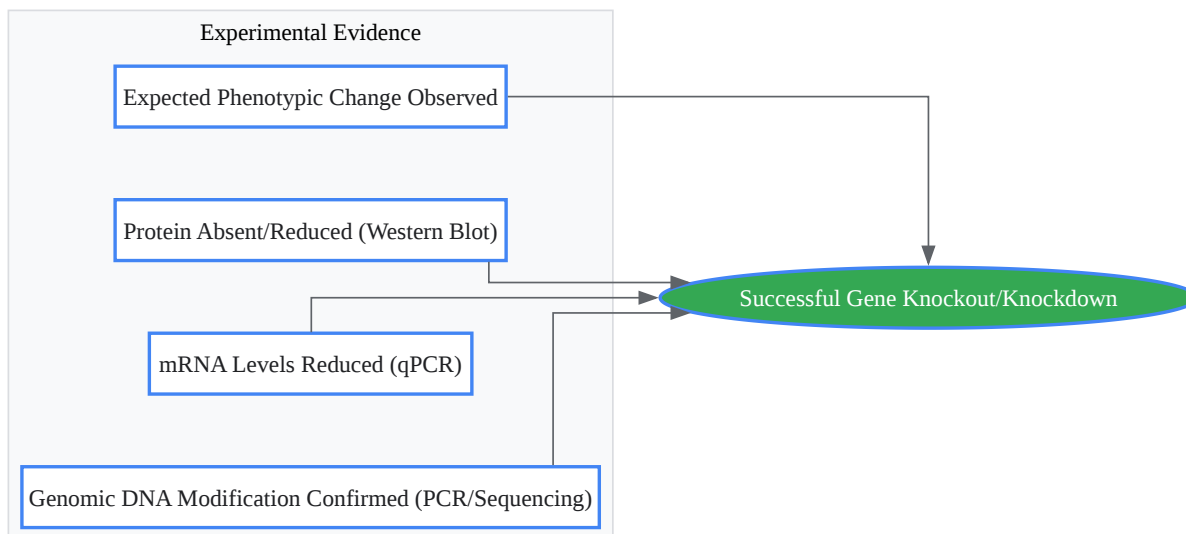 Experimental Evidence
Expected Phenotypic Change Observed
Protein Absent/Reduced (Western Blot)
Successful Gene Knockout/Knockdown
mRNA Levels Reduced (qPCR)
Genomic DNA Modification Confirmed (PCR/Sequencing)